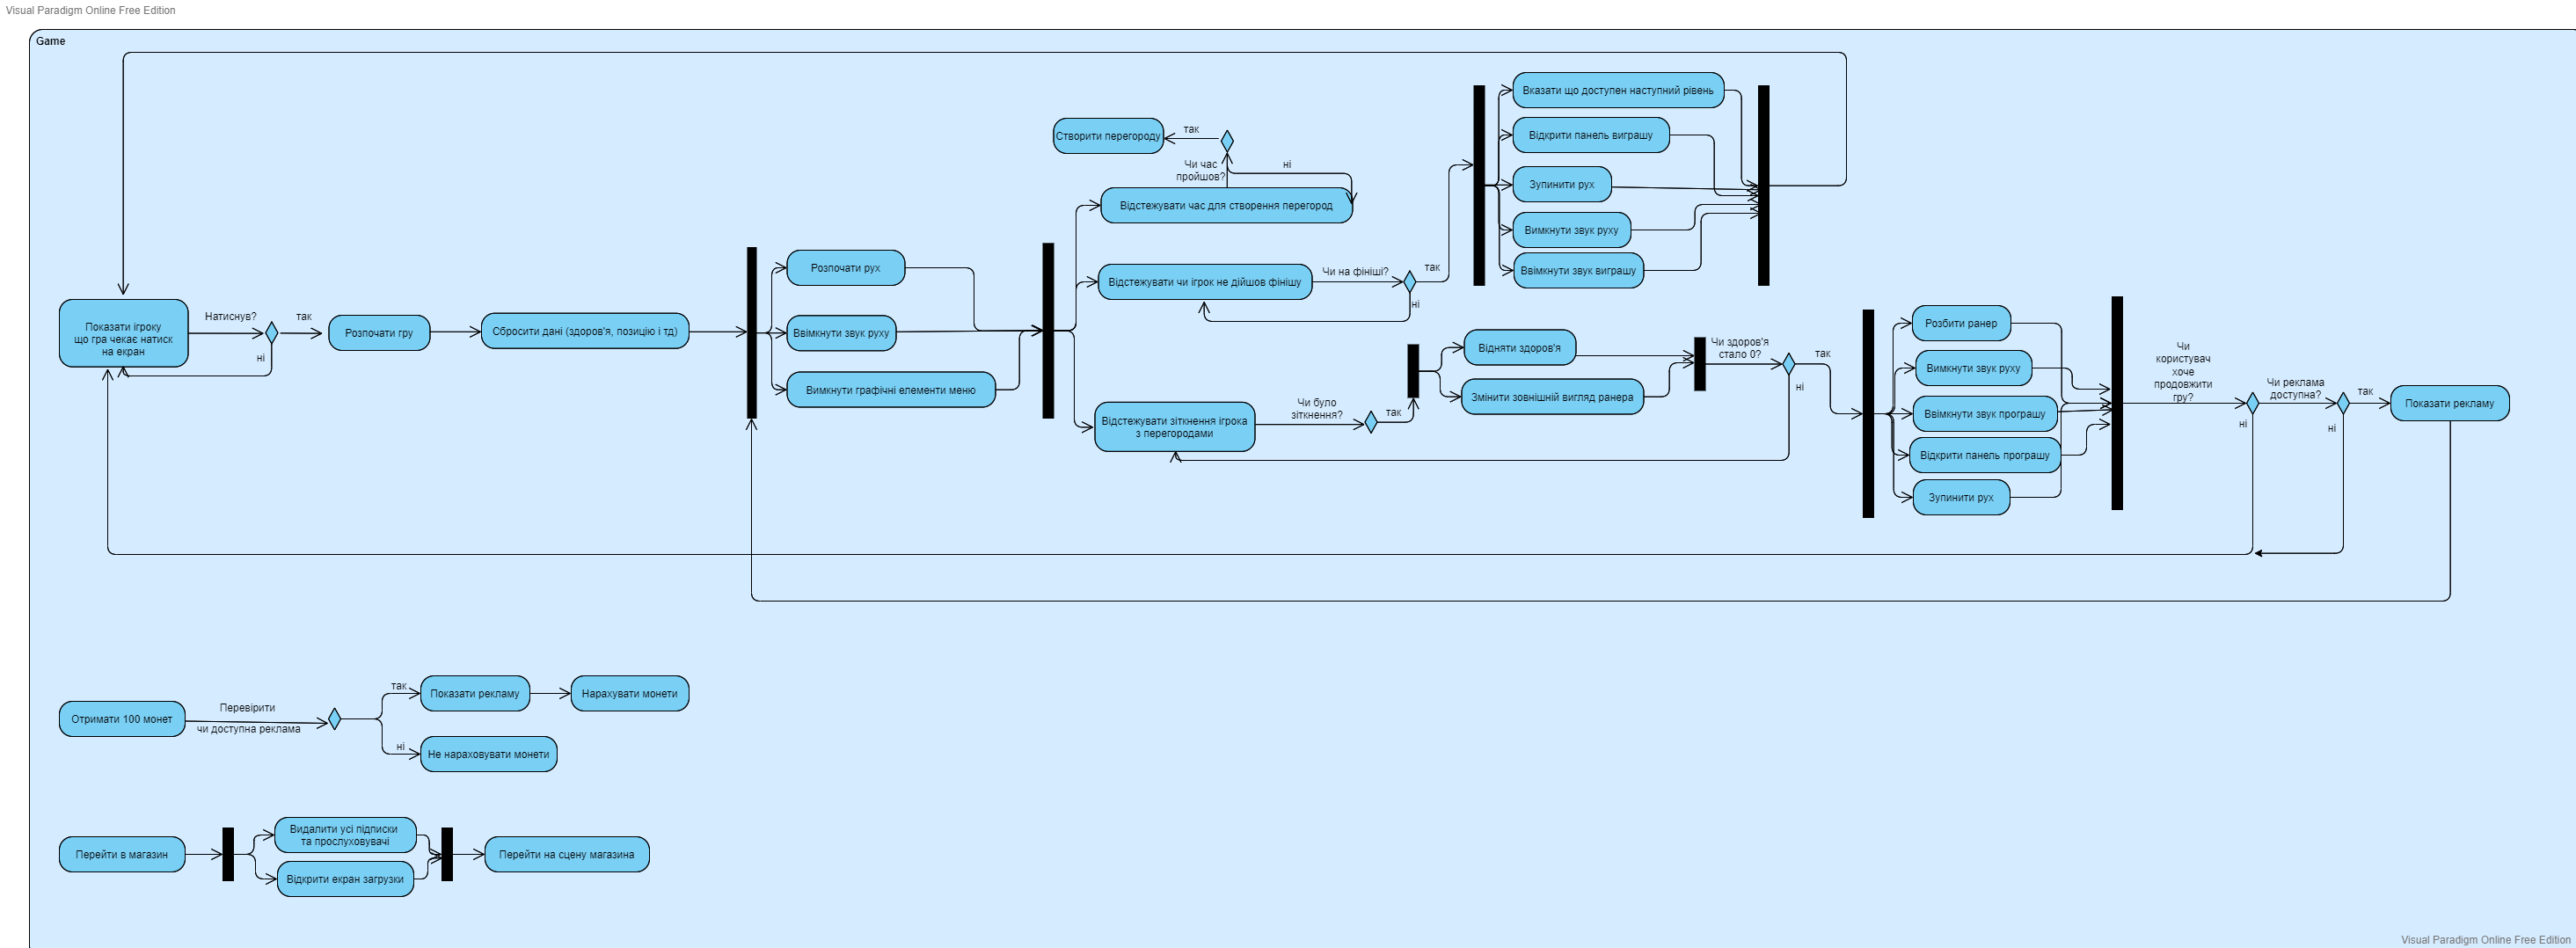 Visual Paradigm Online Free Edition
Game
Показати ігроку
що гра чекає натиск
на екран
Натиснув?
так
ні
Розпочати гру
Сбросити дані (здоров'я, позицію і тд)
Розпочати рух
Ввімкнути звук руху
Вимкнути графічні елементи меню
Створити перегороду
так
Чи час
пройшов?
ні
Відстежувати час для створення перегород
Відстежувати чи ігрок не дійшов фінішу
Чи на фініші?
так
ні
Вказати що доступен наступний рівень
Відкрити панель виграшу
Зупинити рух
Вимкнути звук руху
Ввімкнути звук виграшу
Відстежувати зіткнення ігрока
з перегородами
Чи було
зіткнення?
так
Відняти здоров'я
Змінити зовнішній вигляд ранера
Чи здоров'я
стало 0?
так
ні
Розбити ранер
Вимкнути звук руху
Ввімкнути звук програшу
Відкрити панель програшу
Зупинити рух
Чи
користувач
хоче
продовжити
гру?
ні
Чи реклама
доступна?
так
ні
Показати рекламу
Отримати 100 монет
Перевірити
чи доступна реклама
так
Показати рекламу
Нарахувати монети
ні
Не нараховувати монети
Перейти в магазин
Видалити усі підписки
та прослуховувачі
Відкрити екран загрузки
Перейти на сцену магазина
Visual Paradigm Online Free Edition